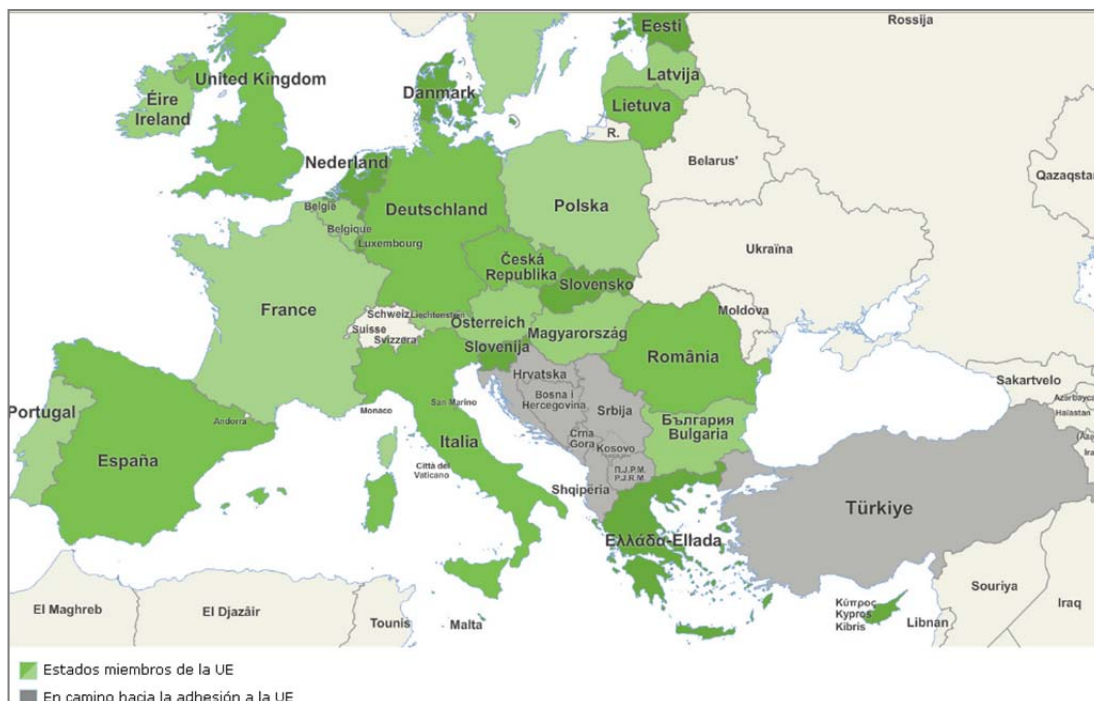 Rossija
Eesti
United Kingdom
Latvija
Éire
Ireland
Danmark
Lietuva
R.
Belarus'
Nederland
Qazaqstan
België
Deutschland
Polska
Belgique
Luxembourg
Ukraïna
Česká
Republika
Slovensko
France
Moldova
Schweiz
Liechtenstein
Suisse
Svizzera
Österreich
Magyarország
Slovenija
România
Hrvatska
Bosna i
Hercegovina
Srbija
Sakartvelo
Portugal
Andorra
Monaco
San Marino
Italia
Crna
Gora
Kosovo
България
Bulgaria
Haiastan
España
Città del
Vaticano
П.Ј.Р.М.
P.J.R.M.
Shqipëria
Türkiye
Ελλάδα-Ellada
Souriya
Κύπρος
Kypros
Kibris
Iraq
El Maghreb
El Djazâir
Tounis
Malta
Libnan
Estados miembros de la UE
En camino hacia la adhesión a la UE